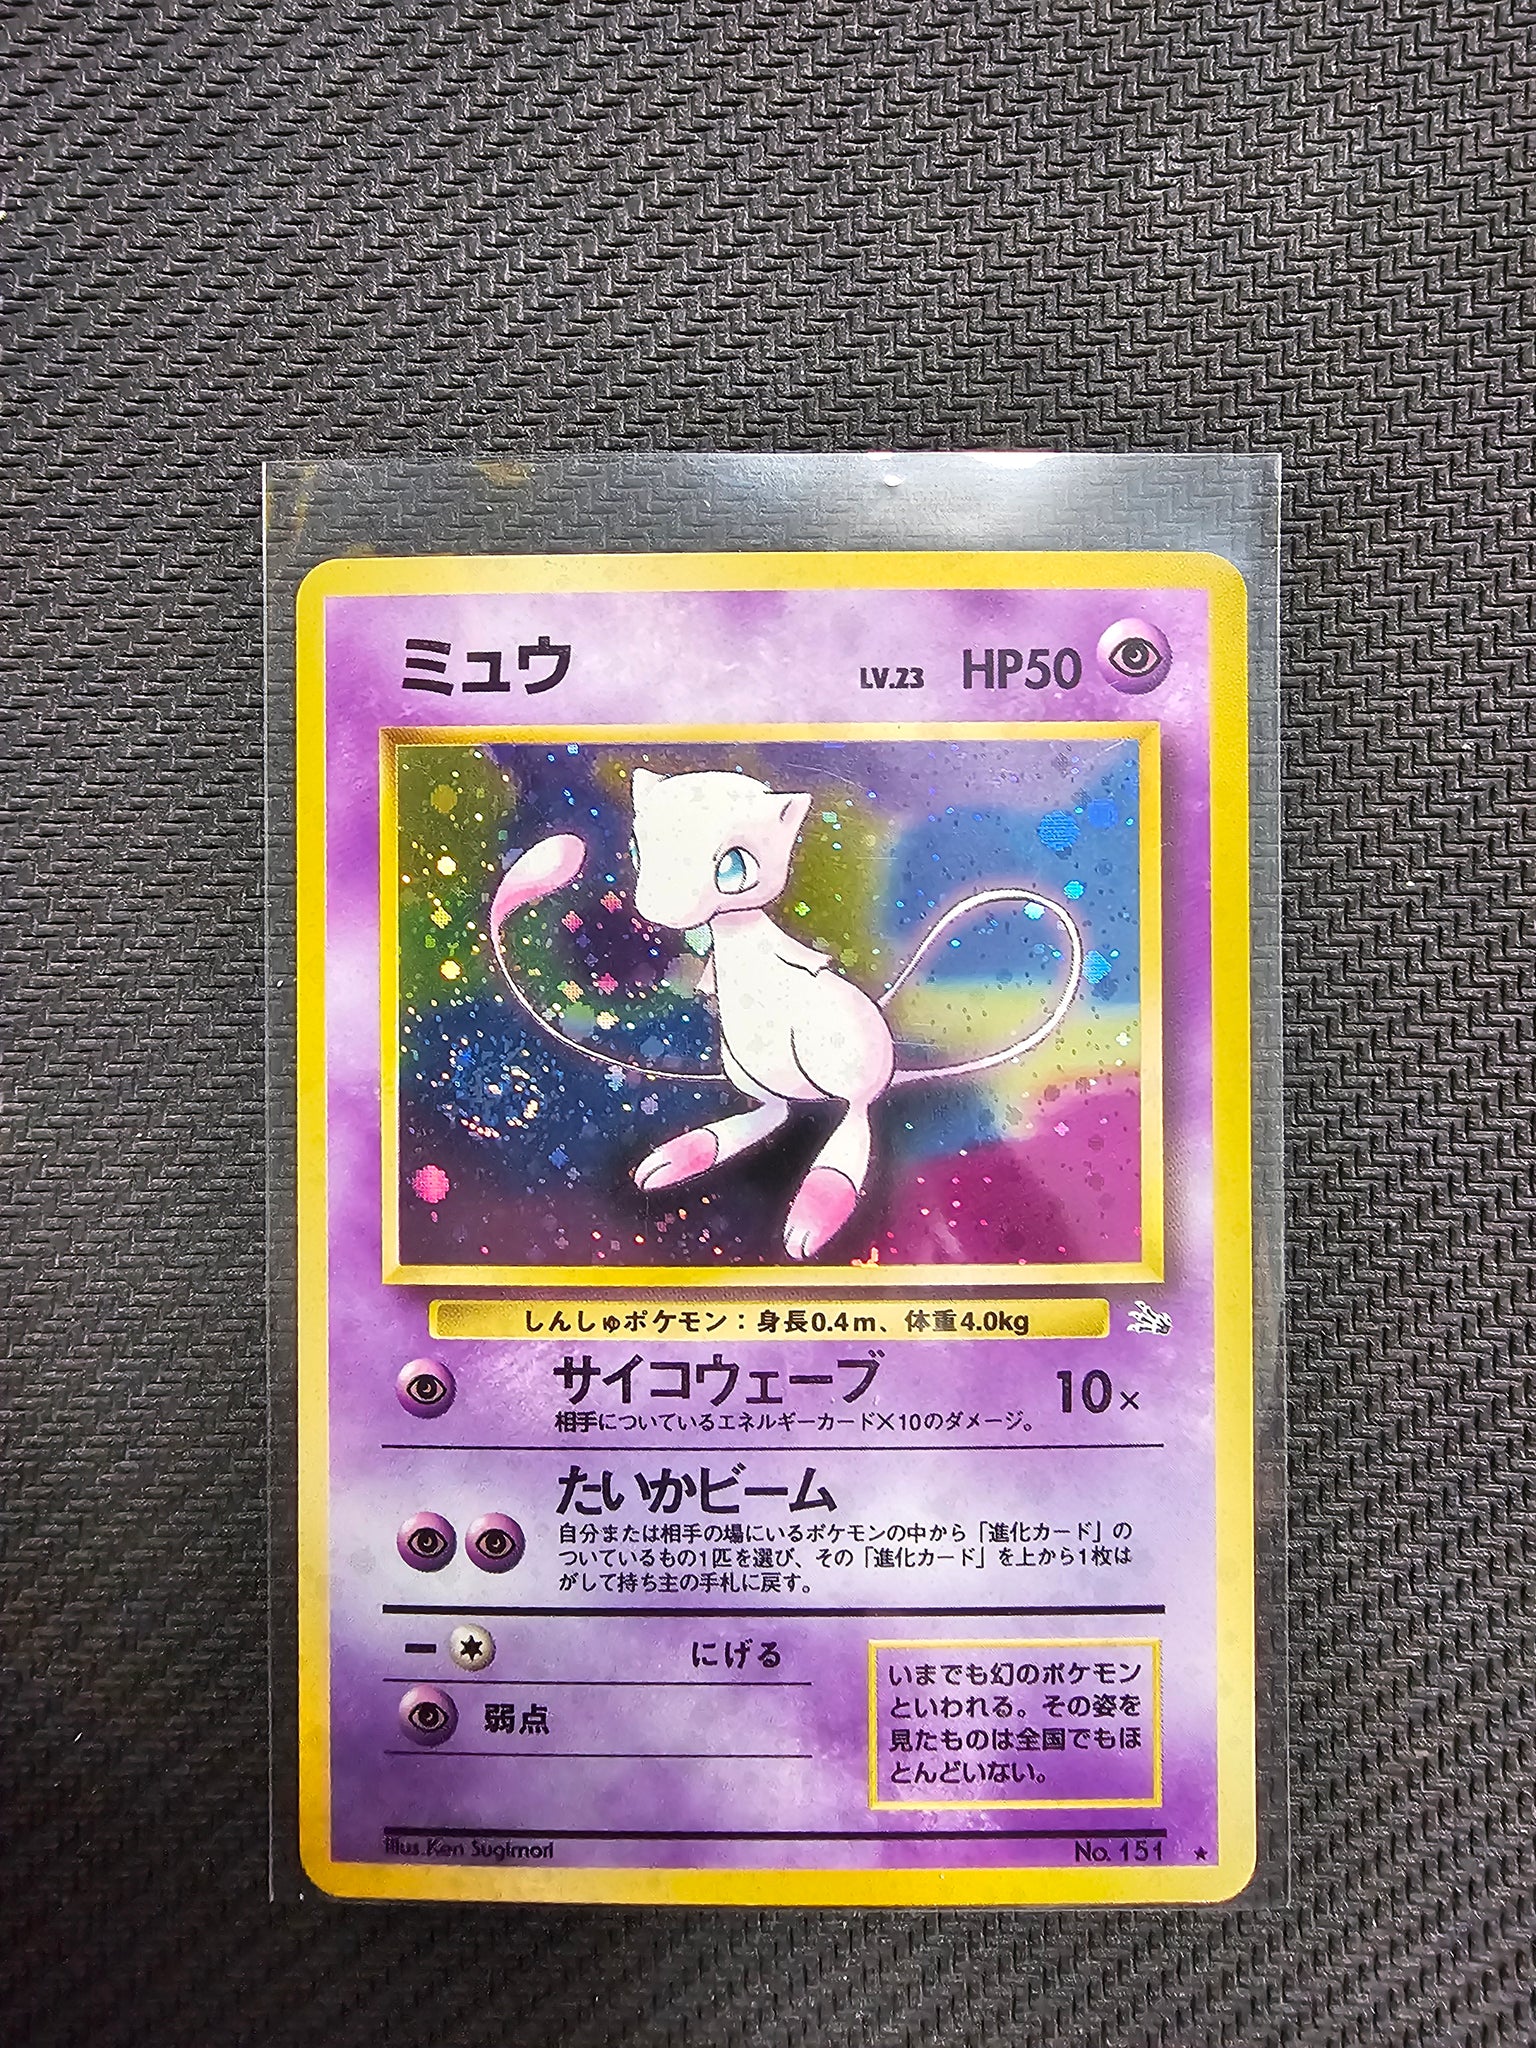 ミュウ LV.23 HP50
しんしゅポケモン：身長0.4m、体重4.0kg
サイコウェーブ 10×
相手についているエネルギーカード×10のダメージ。
たいかビーム
自分または相手の場にいるポケモンの中から「進化カード」の
ついているもの1匹を選び、その「進化カード」を上から1枚は
がして持ち主の手札に戻す。
ー にげる
弱点
いまでも幻のポケモン
といわれる。その姿を
見たものは全国でもほ
とんどいない。
Illus. Ken Sugimori
No. 151 ★